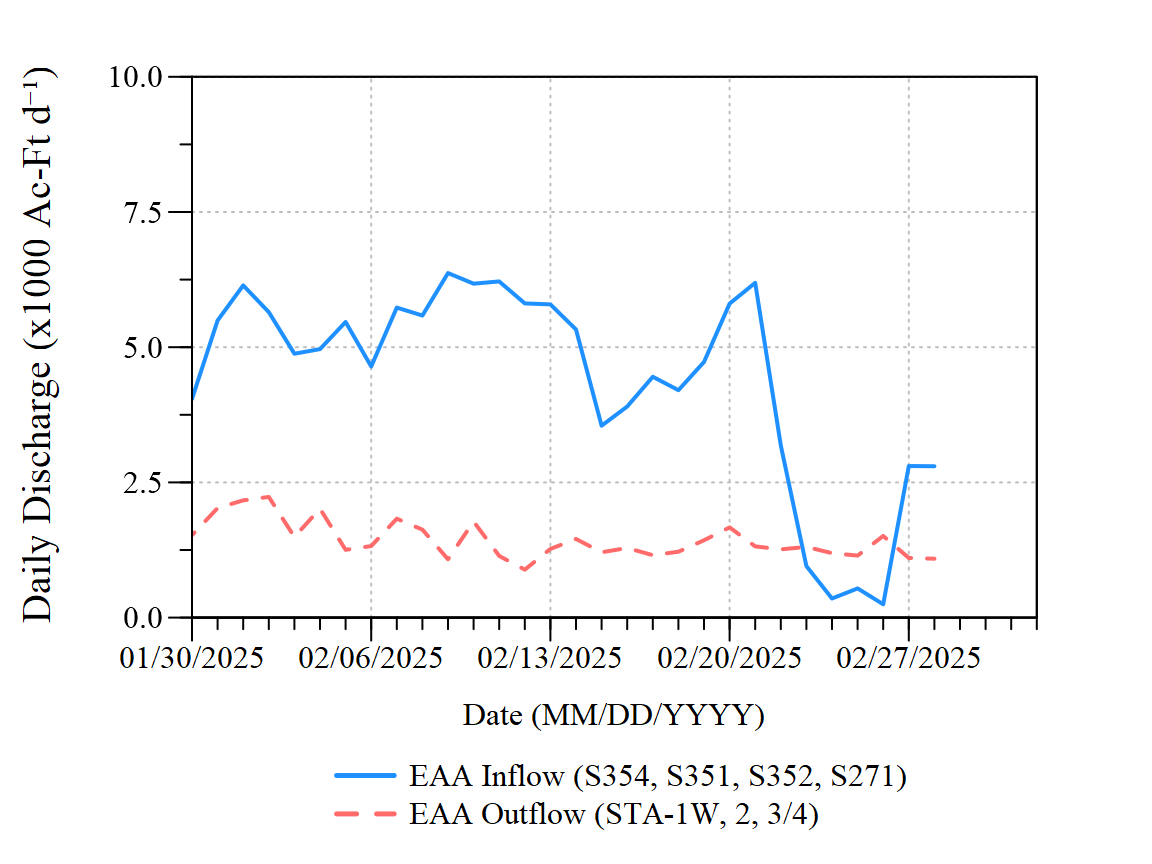 Daily Discharge (x1000 Ac-Ft d⁻¹)
10.0
7.5
5.0
2.5
0.0
01/30/2025 02/06/2025 02/13/2025 02/20/2025 02/27/2025
Date (MM/DD/YYYY)
EAA Inflow (S354, S351, S352, S271)
EAA Outflow (STA-1W, 2, 3/4)